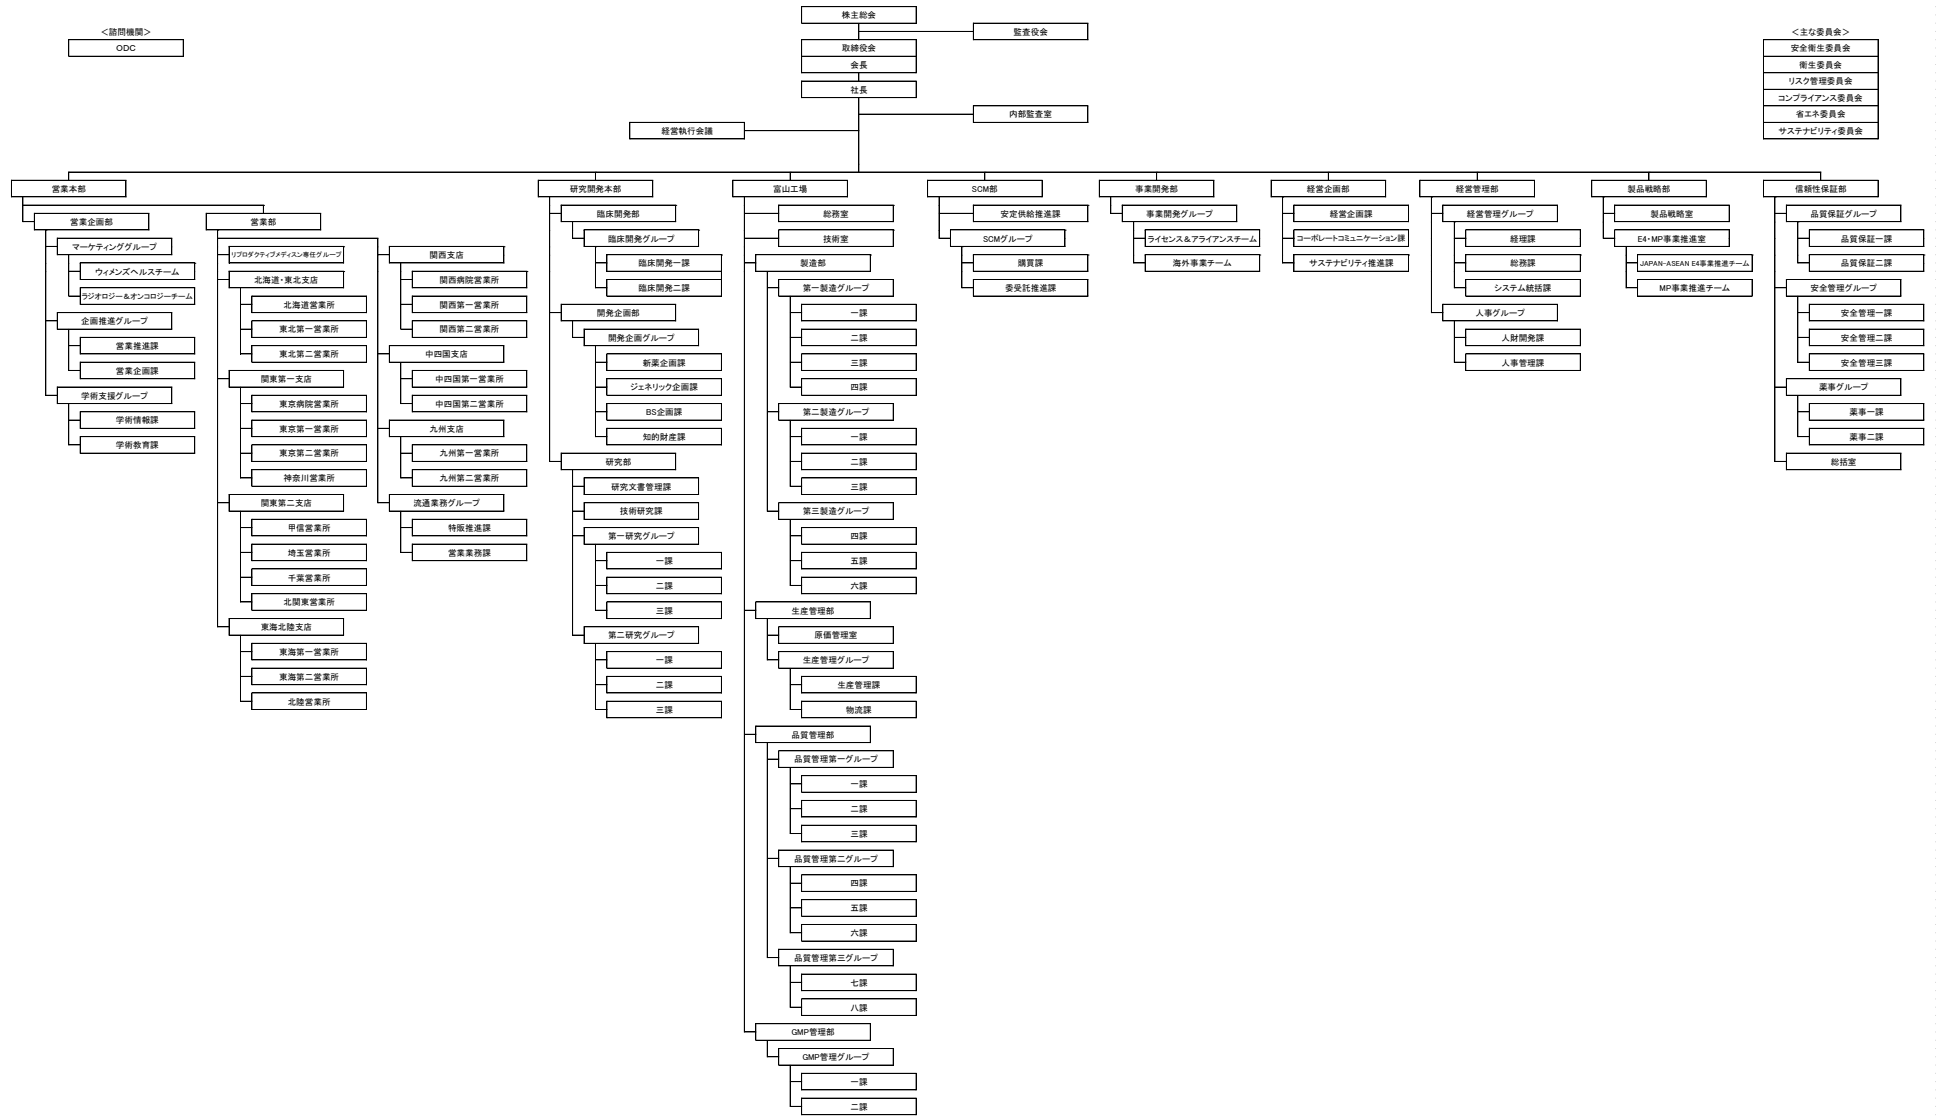 株主総会
監査役会
<諮問機関>
ODC
<主な委員会>
安全衛生委員会
衛生委員会
リスク管理委員会
コンプライアンス委員会
省エネ委員会
サステナビリティ委員会
取締役会
会長
社長
内部監査室
経営執行会議
営業本部
営業企画部
マーケティンググループ
ウィメンズヘルスチーム
ラジオロジー&オンコロジーチーム
企画推進グループ
営業推進課
営業企画課
学術支援グループ
学術情報課
学術教育課
営業部
リプロダクティブメディスン専任グループ
北海道・東北支店
北海道営業所
東北第一営業所
東北第二営業所
関東第一支店
東京病院営業所
東京第一営業所
東京第二営業所
神奈川営業所
関東第二支店
甲信営業所
埼玉営業所
千葉営業所
北関東営業所
東海北陸支店
東海第一営業所
東海第二営業所
北陸営業所
関西支店
関西病院営業所
関西第一営業所
関西第二営業所
中四国支店
中四国第一営業所
中四国第二営業所
九州支店
九州第一営業所
九州第二営業所
流通業務グループ
特販推進課
営業業務課
研究開発本部
臨床開発部
臨床開発グループ
臨床開発一課
臨床開発二課
開発企画部
開発企画グループ
新薬企画課
ジェネリック企画課
BS企画課
知的財産課
研究部
研究文書管理課
技術研究課
第一研究グループ
一課
二課
三課
第二研究グループ
一課
二課
三課
富山工場
総務室
技術室
製造部
第一製造グループ
一課
二課
三課
四課
第二製造グループ
一課
二課
三課
第三製造グループ
四課
五課
六課
生産管理部
原価管理室
生産管理グループ
生産管理課
物流課
品質管理部
品質管理第一グループ
一課
二課
三課
品質管理第二グループ
四課
五課
六課
品質管理第三グループ
七課
八課
GMP管理部
GMP管理グループ
一課
二課
SCM部
安定供給推進課
SCMグループ
購買課
委受託推進課
事業開発部
事業開発グループ
ライセンス&アライアンスチーム
海外事業チーム
経営企画部
経営企画課
コーポレートコミュニケーション課
サステナビリティ推進課
経営管理部
経営管理グループ
経理課
総務課
システム統括課
人事グループ
人財開発課
人事管理課
製品戦略部
製品戦略室
E4・MP事業推進室
JAPAN-ASEAN E4事業推進チーム
MP事業推進チーム
信頼性保証部
品質保証グループ
品質保証一課
品質保証二課
安全管理グループ
安全管理一課
安全管理二課
安全管理三課
薬事グループ
薬事一課
薬事二課
総括室